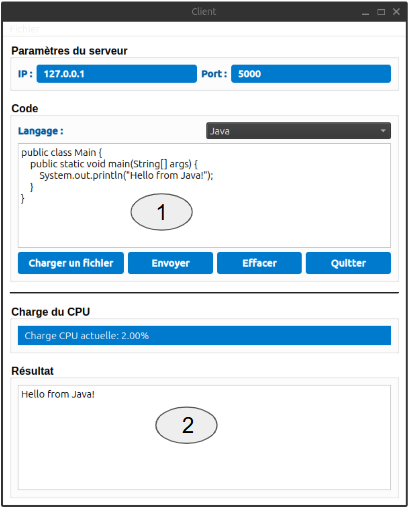 Client
Fichier
Paramètres du serveur
IP : 127.0.0.1 Port : 5000
Code
Langage : Java
public class Main {
public static void main(String[] args) {
System.out.println("Hello from Java!");
}
}
1
Charger un fichier Envoyer Effacer Quitter
Charge du CPU
Charge CPU actuelle: 2.00%
Résultat
Hello from Java!
2